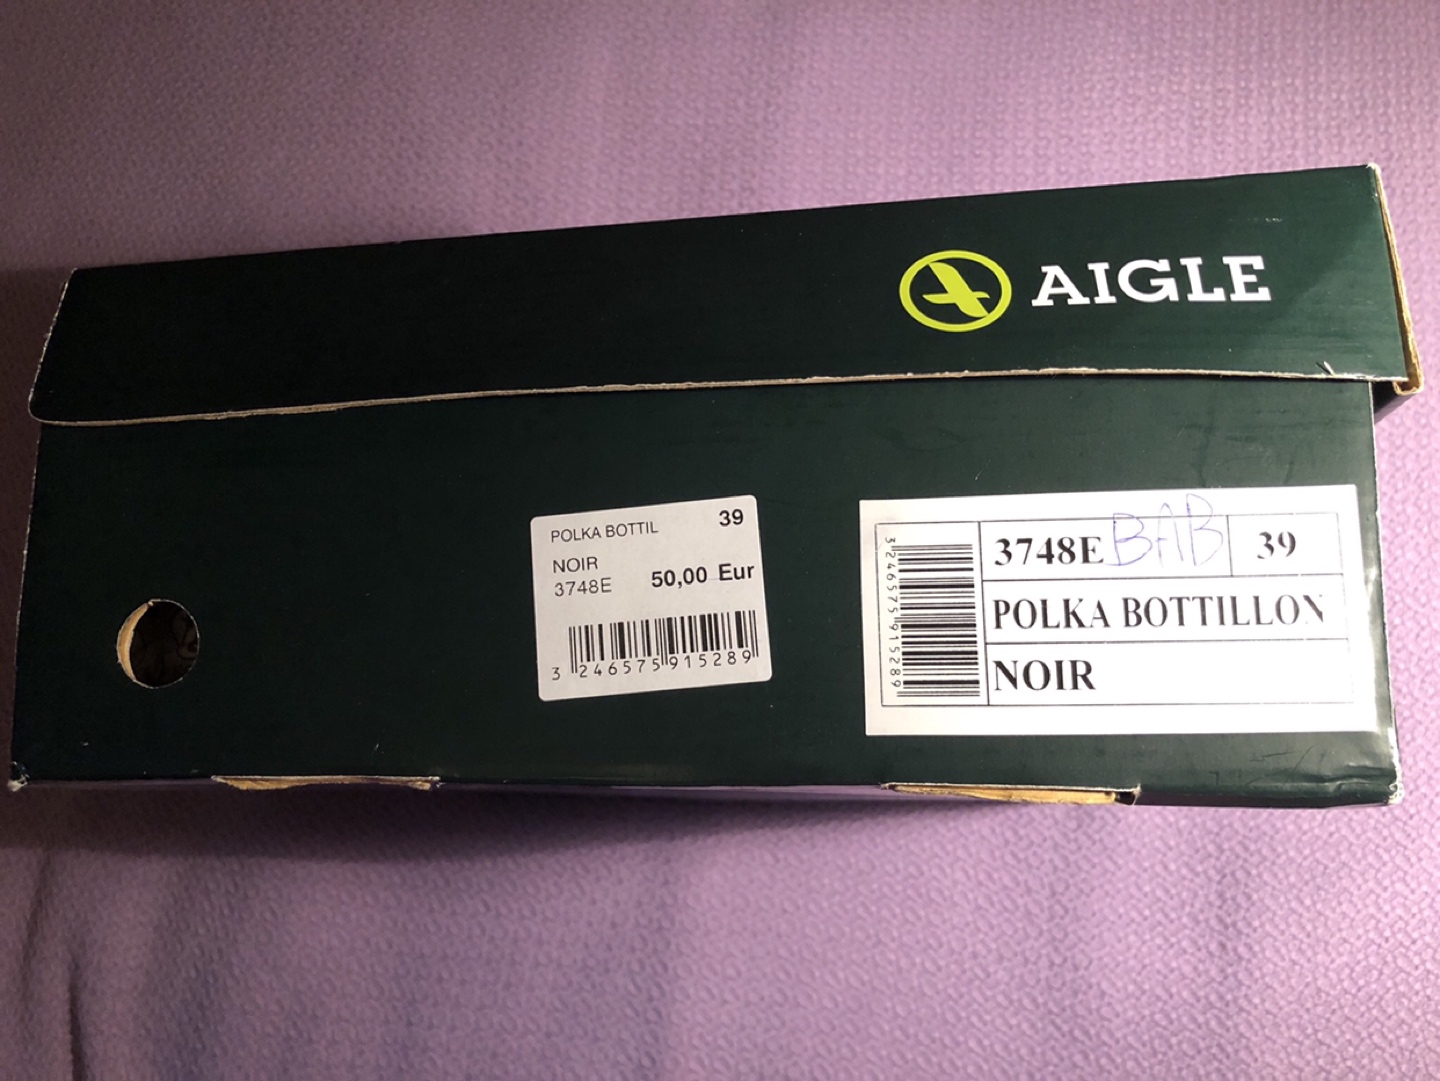 AIGLE
POLKA BOTTIL 39
NOIR
3748E 50,00 Eur
3 246575 915289
3246575915289
3748E BAB 39
POLKA BOTTILLON
NOIR